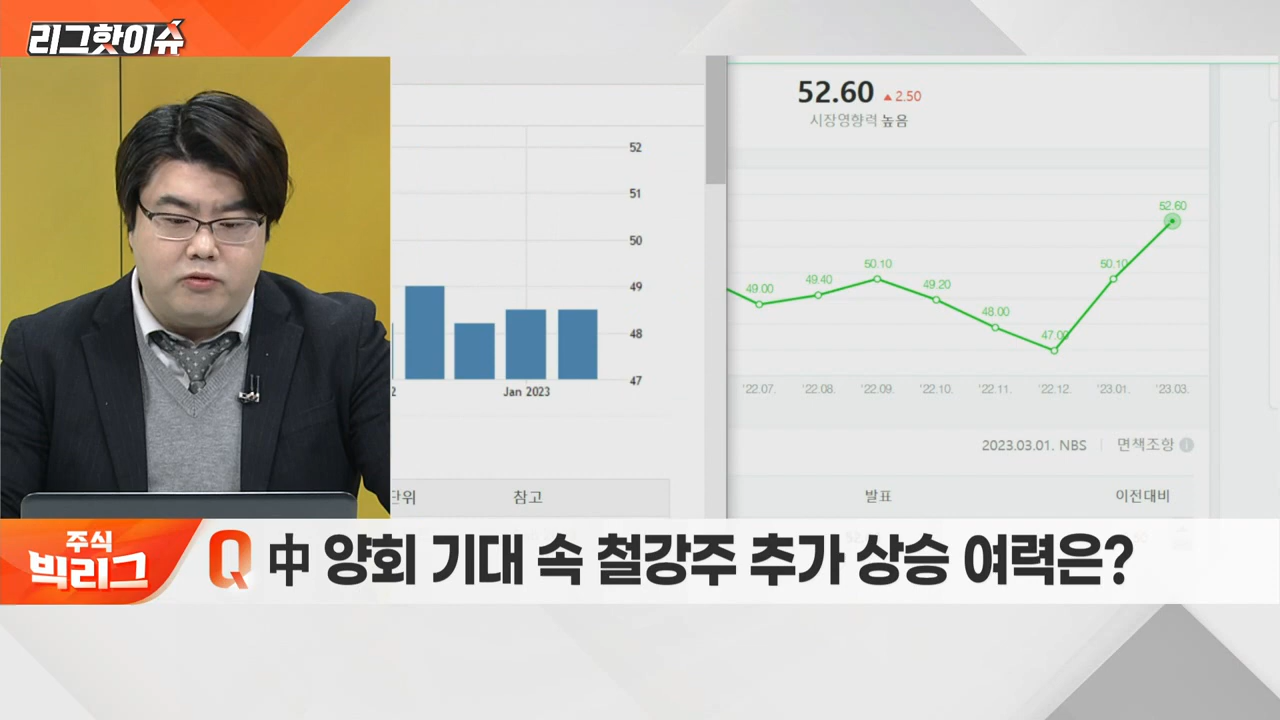 리그핫이슈
52
51
50
49
48
47
Jan 2023
단위
참고
52.60 ▲2.50
시장영향력 높음
49.00
49.40
50.10
49.20
48.00
47.00
50.10
52.60
'22.07.
'22.08.
'22.09.
'22.10.
'22.11.
'22.12.
'23.01.
'23.03.
2023.03.01. NBS
면책조항
발표
이전대비
주식
빅리그
Q 中 양회 기대 속 철강주 추가 상승 여력은?